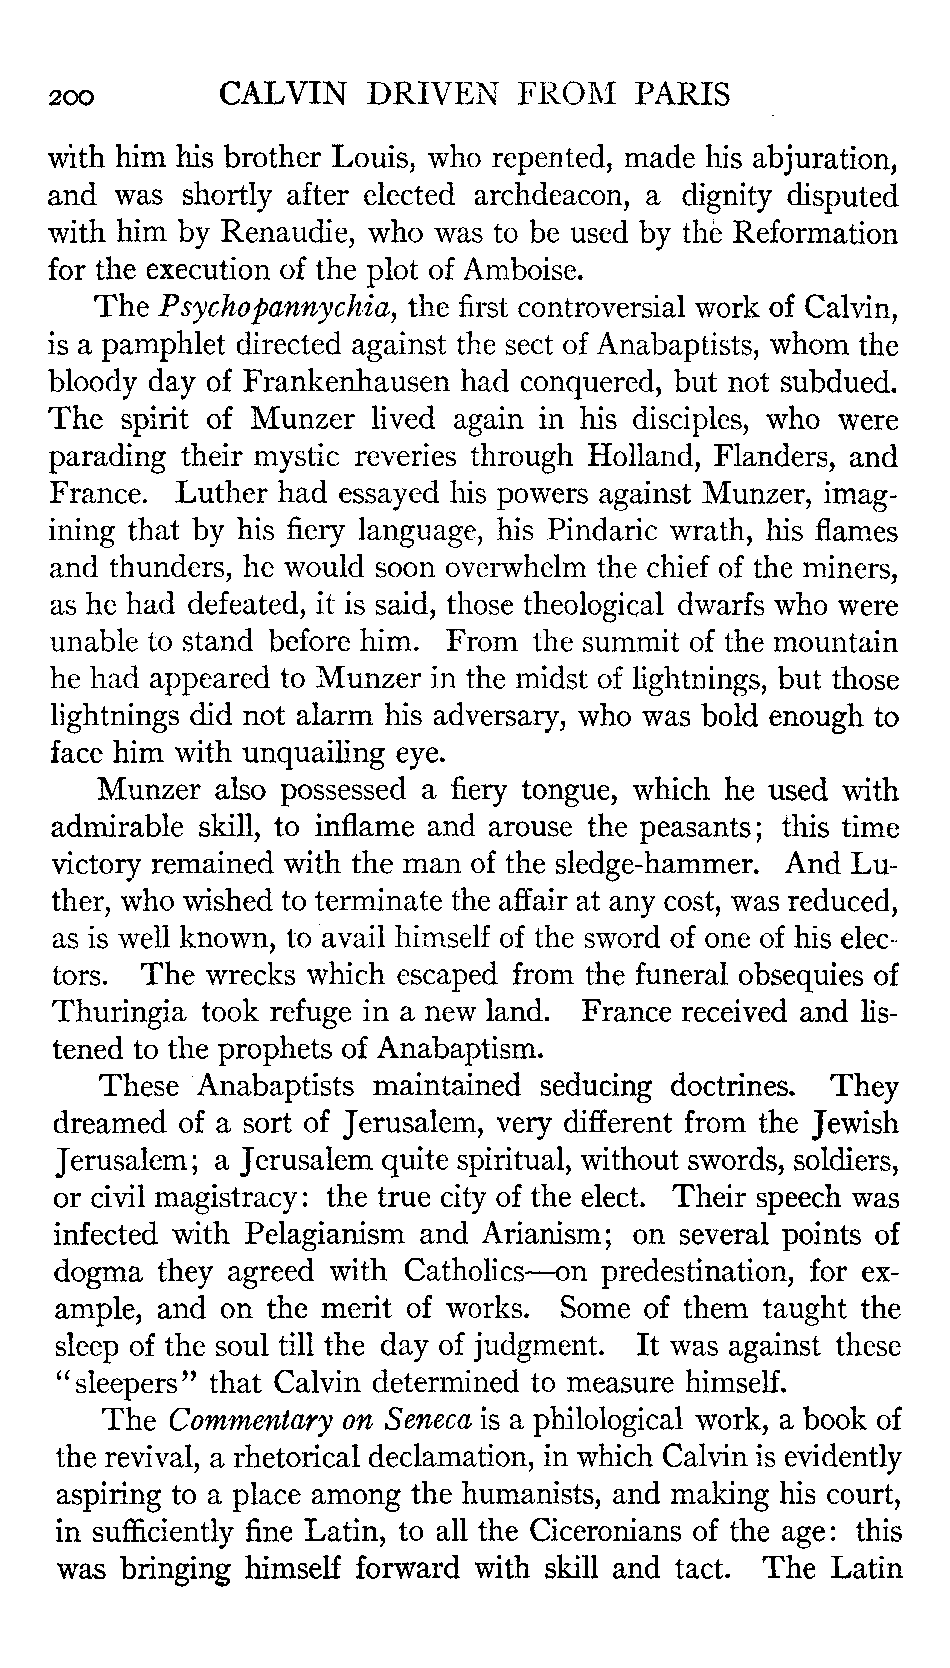 200 CALVIN DRIVEN FROM PARIS
with him his brother Louis, who repented, made his abjuration,
and was shortly after elected archdeacon, a dignity disputed
with him by Renaudie, who was to be used by the Reformation
for the execution of the plot of Amboise.
The Psychopannychia, the first controversial work of Calvin,
is a pamphlet directed against the sect of Anabaptists, whom the
bloody day of Frankenhausen had conquered, but not subdued.
The spirit of Munzer lived again in his disciples, who were
parading their mystic reveries through Holland, Flanders, and
France. Luther had essayed his powers against Munzer, imag-
ining that by his fiery language, his Pindaric wrath, his flames
and thunders, he would soon overwhelm the chief of the miners,
as he had defeated, it is said, those theological dwarfs who were
unable to stand before him. From the summit of the mountain
he had appeared to Munzer in the midst of lightnings, but those
lightnings did not alarm his adversary, who was bold enough to
face him with unquailing eye.
Munzer also possessed a fiery tongue, which he used with
admirable skill, to inflame and arouse the peasants; this time
victory remained with the man of the sledge-hammer. And Lu-
ther, who wished to terminate the affair at any cost, was reduced,
as is well known, to avail himself of the sword of one of his elec-
tors. The wrecks which escaped from the funeral obsequies of
Thuringia took refuge in a new land. France received and lis-
tened to the prophets of Anabaptism.
These Anabaptists maintained seducing doctrines. They
dreamed of a sort of Jerusalem, very different from the Jewish
Jerusalem; a Jerusalem quite spiritual, without swords, soldiers,
or civil magistracy: the true city of the elect. Their speech was
infected with Pelagianism and Arianism; on several points of
dogma they agreed with Catholics—on predestination, for ex-
ample, and on the merit of works. Some of them taught the
sleep of the soul till the day of judgment. It was against these
"sleepers" that Calvin determined to measure himself.
The Commentary on Seneca is a philological work, a book of
the revival, a rhetorical declamation, in which Calvin is evidently
aspiring to a place among the humanists, and making his court,
in sufficiently fine Latin, to all the Ciceronians of the age: this
was bringing himself forward with skill and tact. The Latin